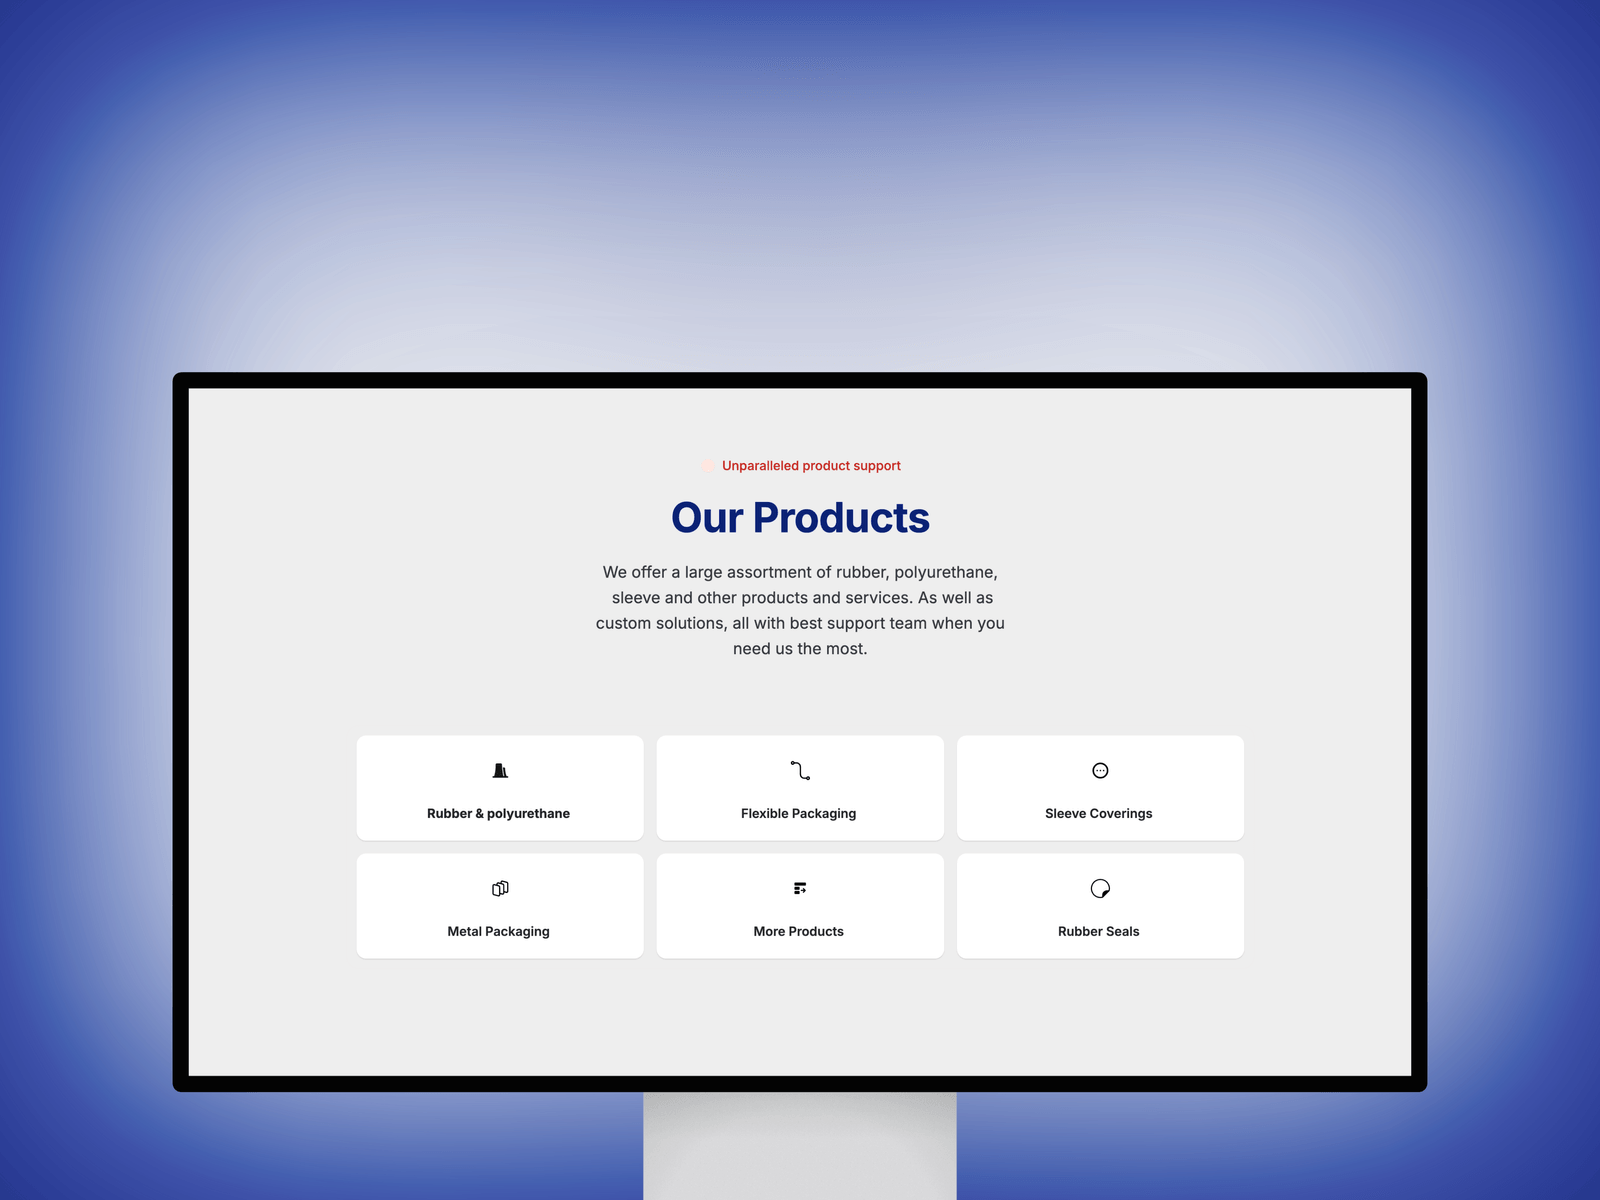 Unparalleled product support
Our Products
We offer a large assortment of rubber, polyurethane,
sleeve and other products and services. As well as
custom solutions, all with best support team when you
need us the most.
Rubber & polyurethane
Flexible Packaging
Sleeve Coverings
Metal Packaging
More Products
Rubber Seals